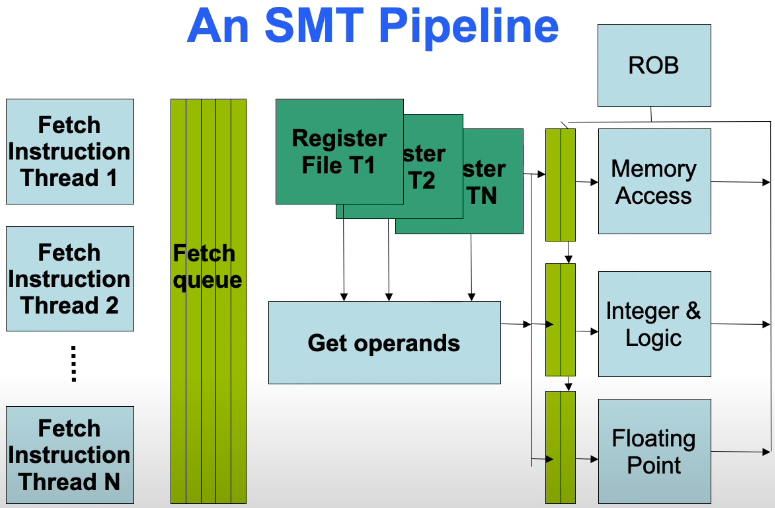 An SMT Pipeline
ROB
Fetch
Instruction
Thread 1
Fetch
Instruction
Thread 2
Fetch
Instruction
Thread N
Fetch
queue
Register
File T1
ster
T2
ster
TN
Get operands
Memory
Access
Integer &
Logic
Floating
Point